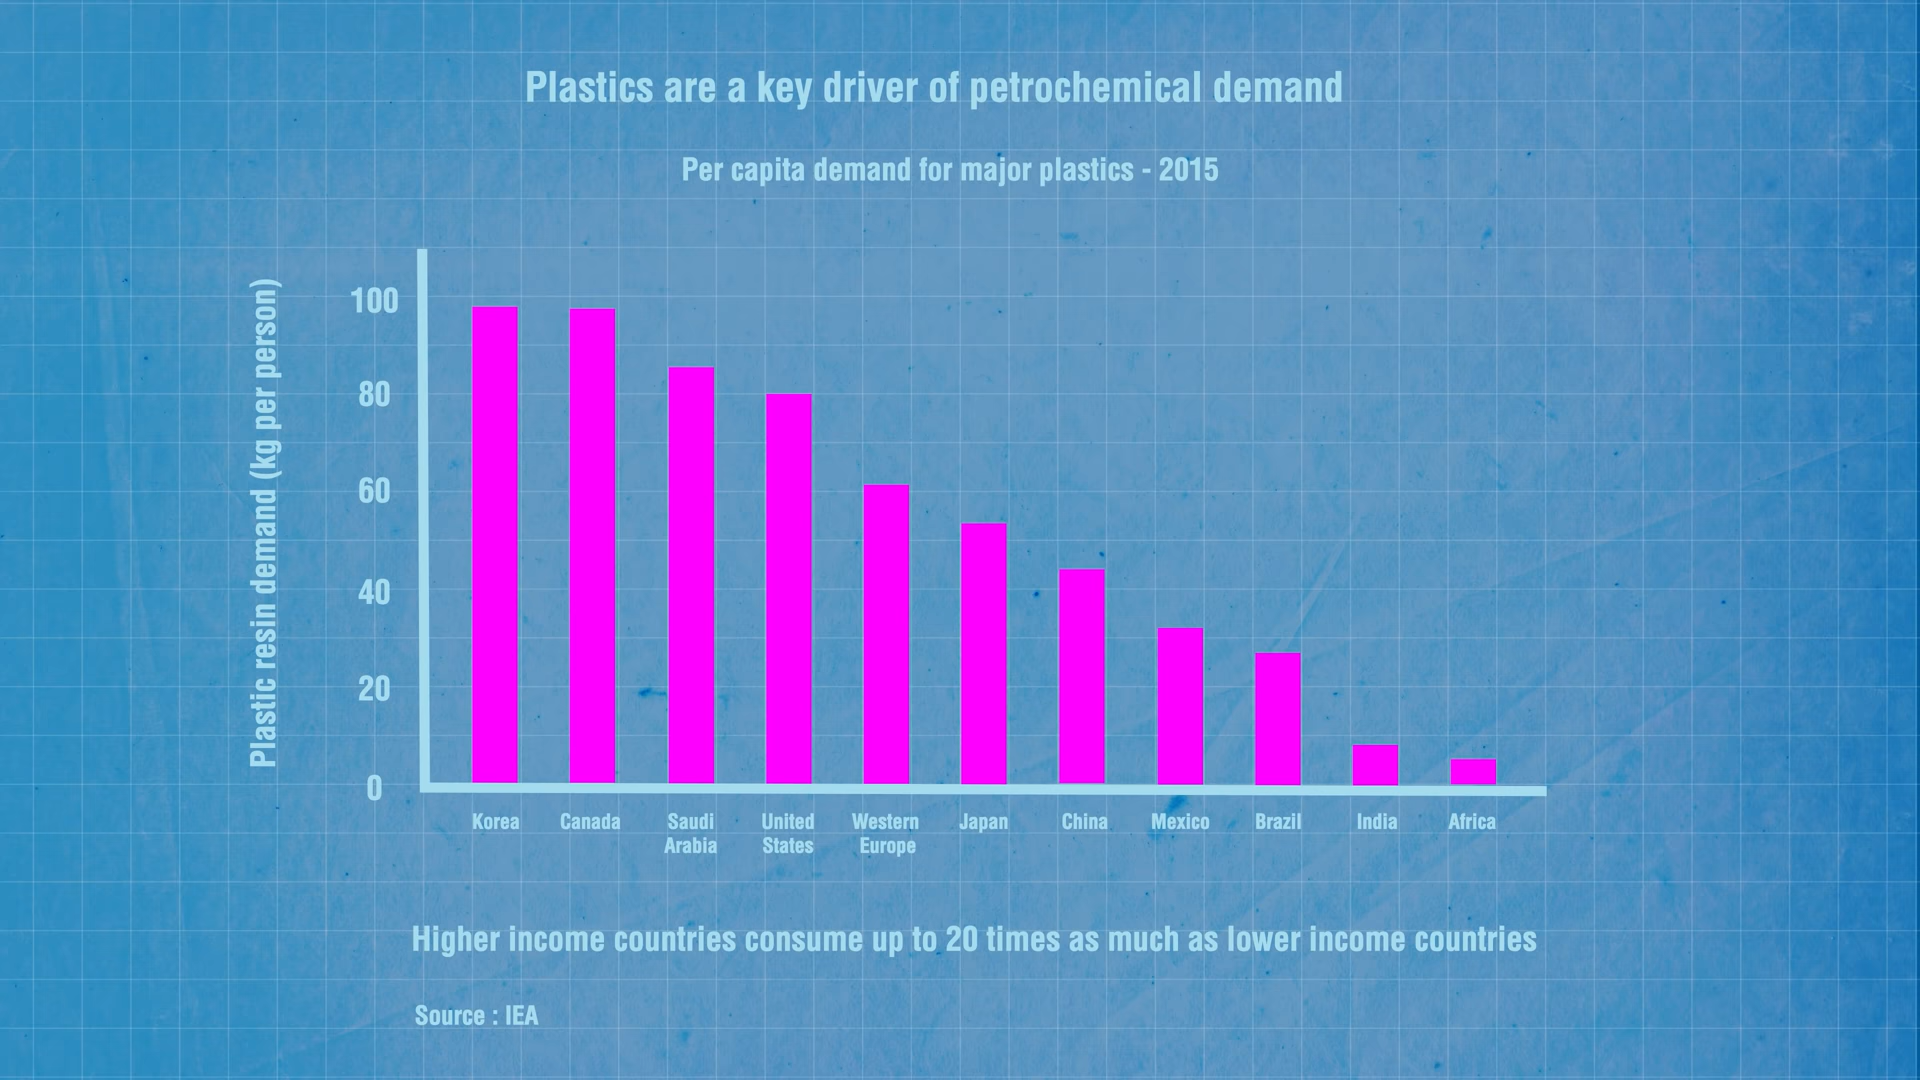 Plastics are a key driver of petrochemical demand
Per capita demand for major plastics - 2015
Plastic resin demand (kg per person)
100
80
60
40
20
0
Korea
Canada
Saudi
Arabia
United
States
Western
Europe
Japan
China
Mexico
Brazil
India
Africa
Higher income countries consume up to 20 times as much as lower income countries
Source : IEA